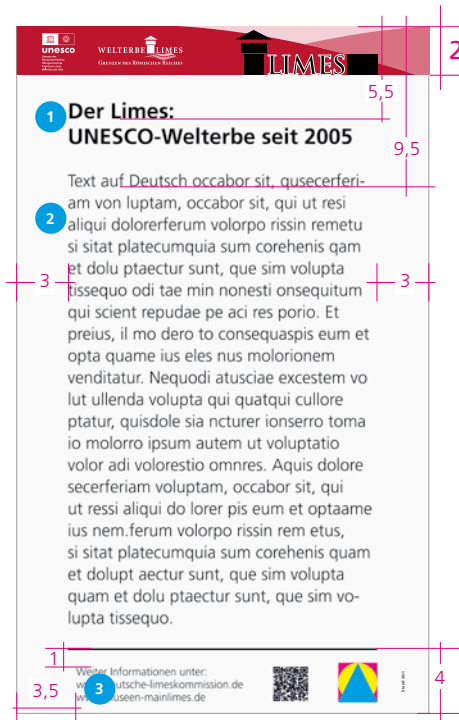 unesco
WELTERBE LIMES
GRENZEN DES RÖMISCHEN REICHES
LIMES
2
5,5
9,5
1
Der Limes:
UNESCO-Welterbe seit 2005
2
Text auf Deutsch occabor sit, qusecerferi-
am von luptam, occabor sit, qui ut resi
aliqui dolorerferum volorpo rissin remetu
si sitat platecumquia sum corehenis qam
et dolu ptaectur sunt, que sim volupta
3
3
tissequo odi tae min nonesti onsequitum
qui scient repudae pe aci res porio. Et
preius, il mo dero to consequaspis eum et
opta quame ius eles nus molorionem
venditatur. Nequodi atusciae excestem vo
lut ullenda volupta qui quatqui cullore
ptatur, quisdole sia ncturer ionserro toma
io molorro ipsum autem ut voluptatio
volor adi volorestio omnres. Aquis dolore
secerferiam voluptam, occabor sit, qui
ut ressi aliqui do lorer pis eum et optaame
ius nem.ferum volorpo rissin rem etus,
si sitat platecumquia sum corehenis quam
et dolupt aectur sunt, que sim volupta
quam et dolu ptaectur sunt, que sim vo-
lupta tissequo.
1
Weiter Informationen unter:
3,5
3
4